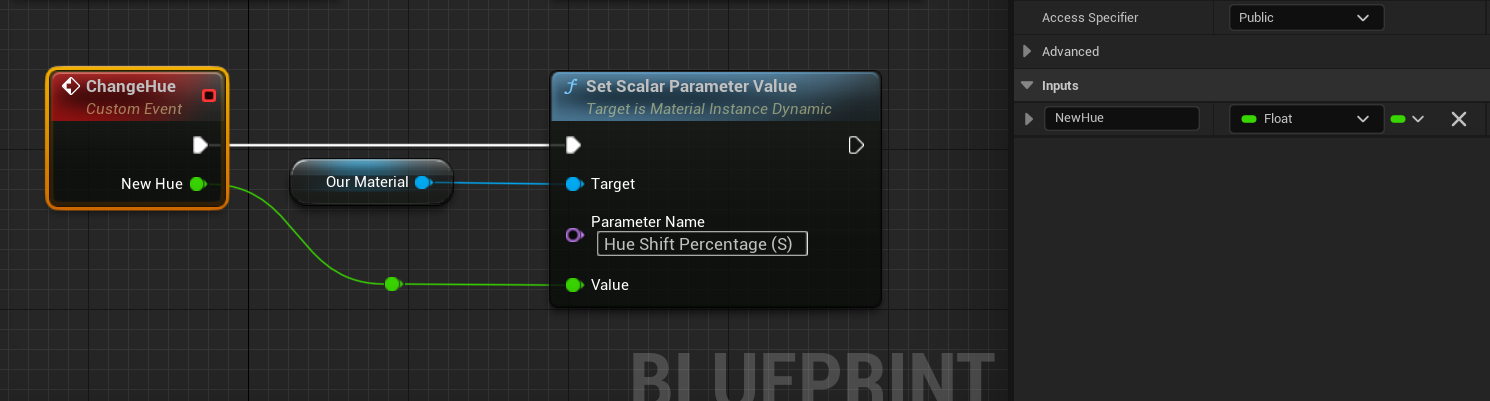 ChangeHue
Custom Event
New Hue
Our Material
Set Scalar Parameter Value
Target is Material Instance Dynamic
Target
Parameter Name
Hue Shift Percentage (S)
Value
BLUEPRINT
Access Specifier
Public
Advanced
Inputs
NewHue
Float